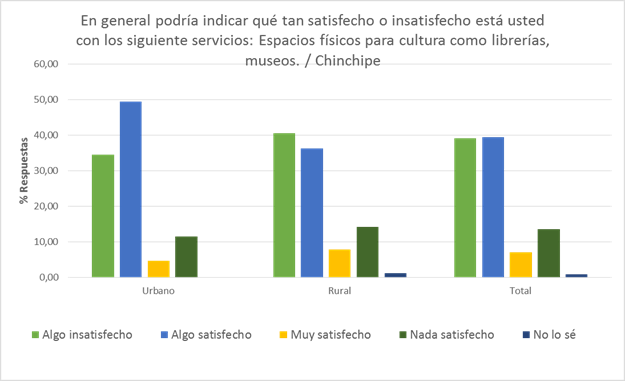 En general podría indicar qué tan satisfecho o insatisfecho está usted
con los siguiente servicios: Espacios físicos para cultura como librerías,
museos. / Chinchipe
60,00
50,00
40,00
30,00
20,00
10,00
0,00
% Respuestas
Urbano Rural Total
Algo insatisfecho Algo satisfecho Muy satisfecho Nada satisfecho No lo sé